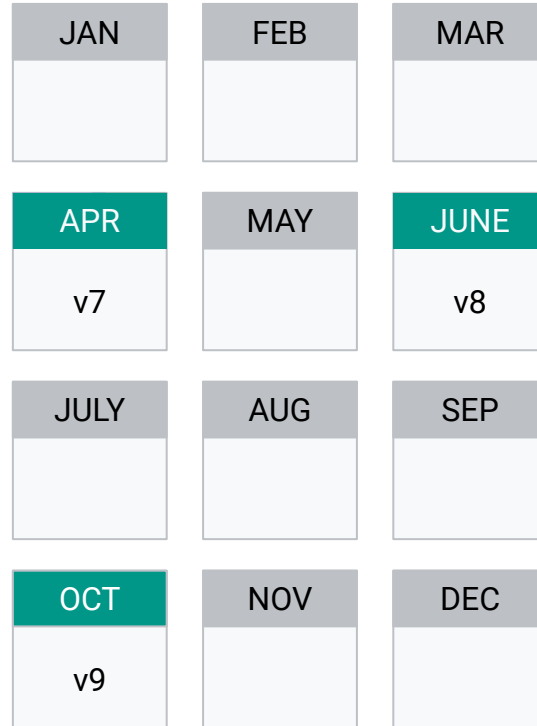 JAN FEB MAR
APR MAY JUNE
v7 v8
JULY AUG SEP
OCT NOV DEC
v9